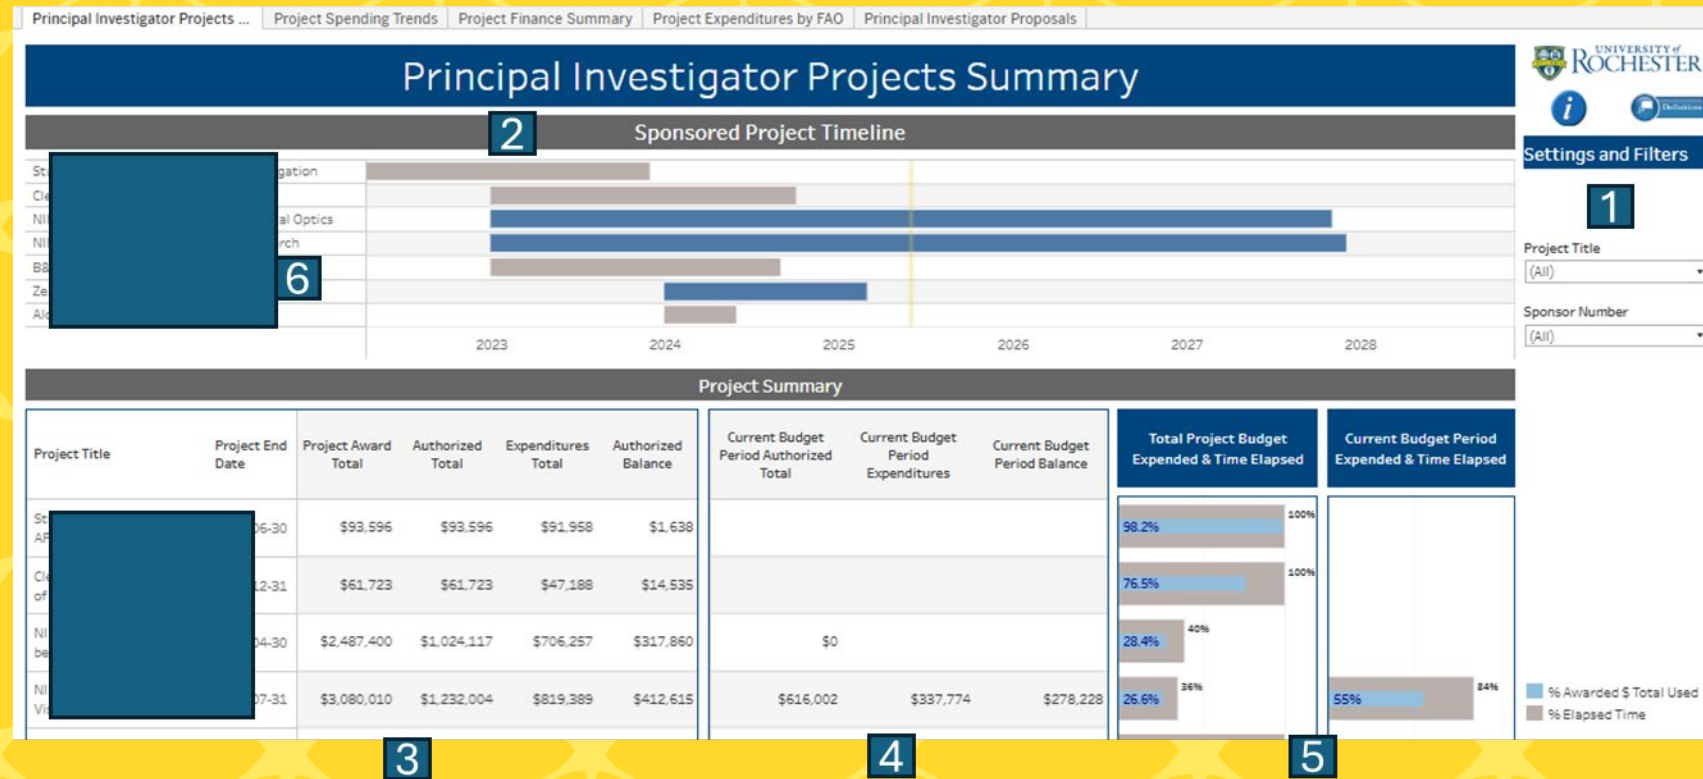 Principal Investigator Projects ... Project Spending Trends Project Finance Summary Project Expenditures by FAO Principal Investigator Proposals
Principal Investigator Projects Summary
UNIVERSITY of
ROCHESTER
i Definitions
2 Sponsored Project Timeline
Settings and Filters
1
gation
al Optics
rch
6
2023 2024 2025 2026 2027 2028
Project Title
(All)
Sponsor Number
(All)
Project Summary
Project Title Project End Date Project Award Total Authorized Total Expenditures Total Authorized Balance Current Budget Period Authorized Total Current Budget Period Expenditures Current Budget Period Balance Total Project Budget Expended & Time Elapsed Current Budget Period Expended & Time Elapsed
06-30 $93,596 $93,596 $91,958 $1,638 98.2% 100%
12-31 $61,723 $61,723 $47,188 $14,535 76.5% 100%
04-30 $2,487,400 $1,024,117 $706,257 $317,860 $0 28.4% 40%
07-31 $3,080,010 $1,232,004 $819,389 $412,615 $616,002 $337,774 $278,228 26.6% 36% 55% 84%
% Awarded $ Total Used
% Elapsed Time
3 4 5